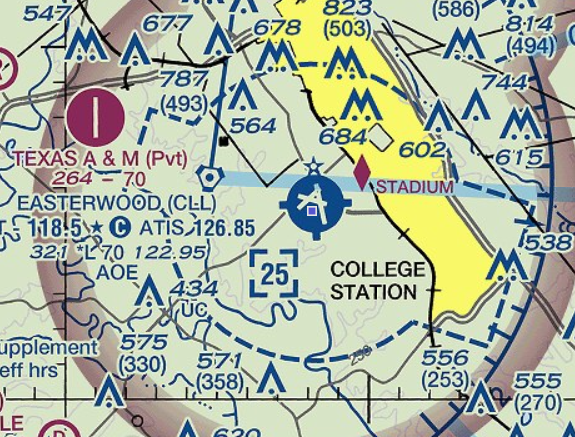 547
677
678
823
(503)
(586)
814
(494)
787
(493)
744
564
684
602
615
TEXAS A & M (Pvt)
264 - 70
STADIUM
EASTERWOOD (CLL)
T - 118.5 ★ C ATIS 126.85
321 *L 70 122.95
AOE
538
25
COLLEGE
STATION
434
UC
upplement
eff hrs
575
(330)
571
(358)
556
(253)
555
(270)
LE
620